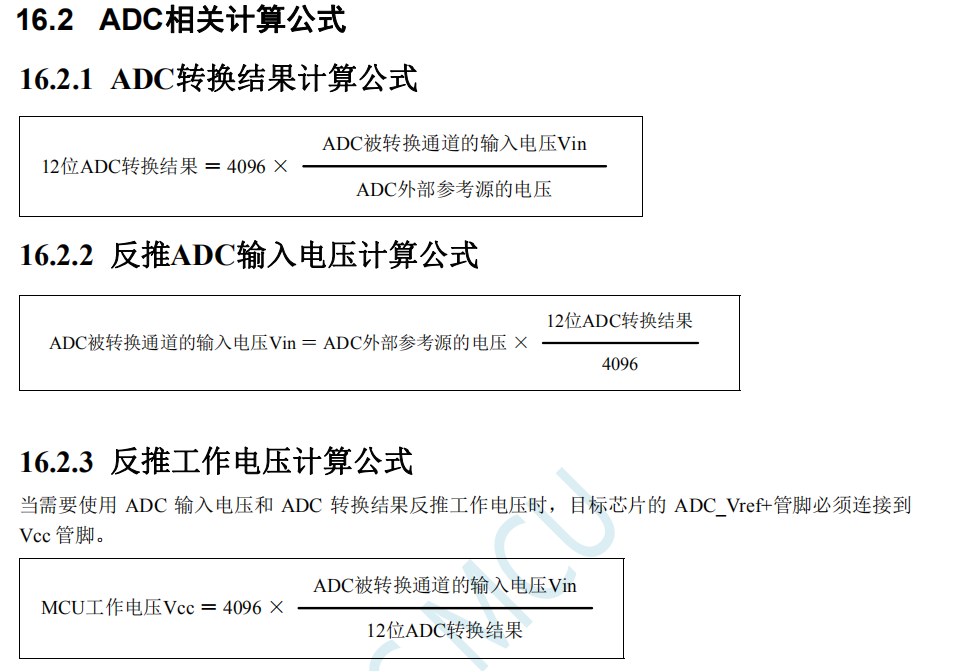 16.2 ADC相关计算公式
16.2.1 ADC转换结果计算公式
12位ADC转换结果 = 4096 ×
ADC被转换通道的输入电压Vin
ADC外部参考源的电压
16.2.2 反推ADC输入电压计算公式
ADC被转换通道的输入电压Vin = ADC外部参考源的电压 ×
12位ADC转换结果
4096
16.2.3 反推工作电压计算公式
当需要使用 ADC 输入电压和 ADC 转换结果反推工作电压时，目标芯片的 ADC_Vref+管脚必须连接到
Vcc 管脚。
MCU工作电压Vcc = 4096 ×
ADC被转换通道的输入电压Vin
12位ADC转换结果
MCU